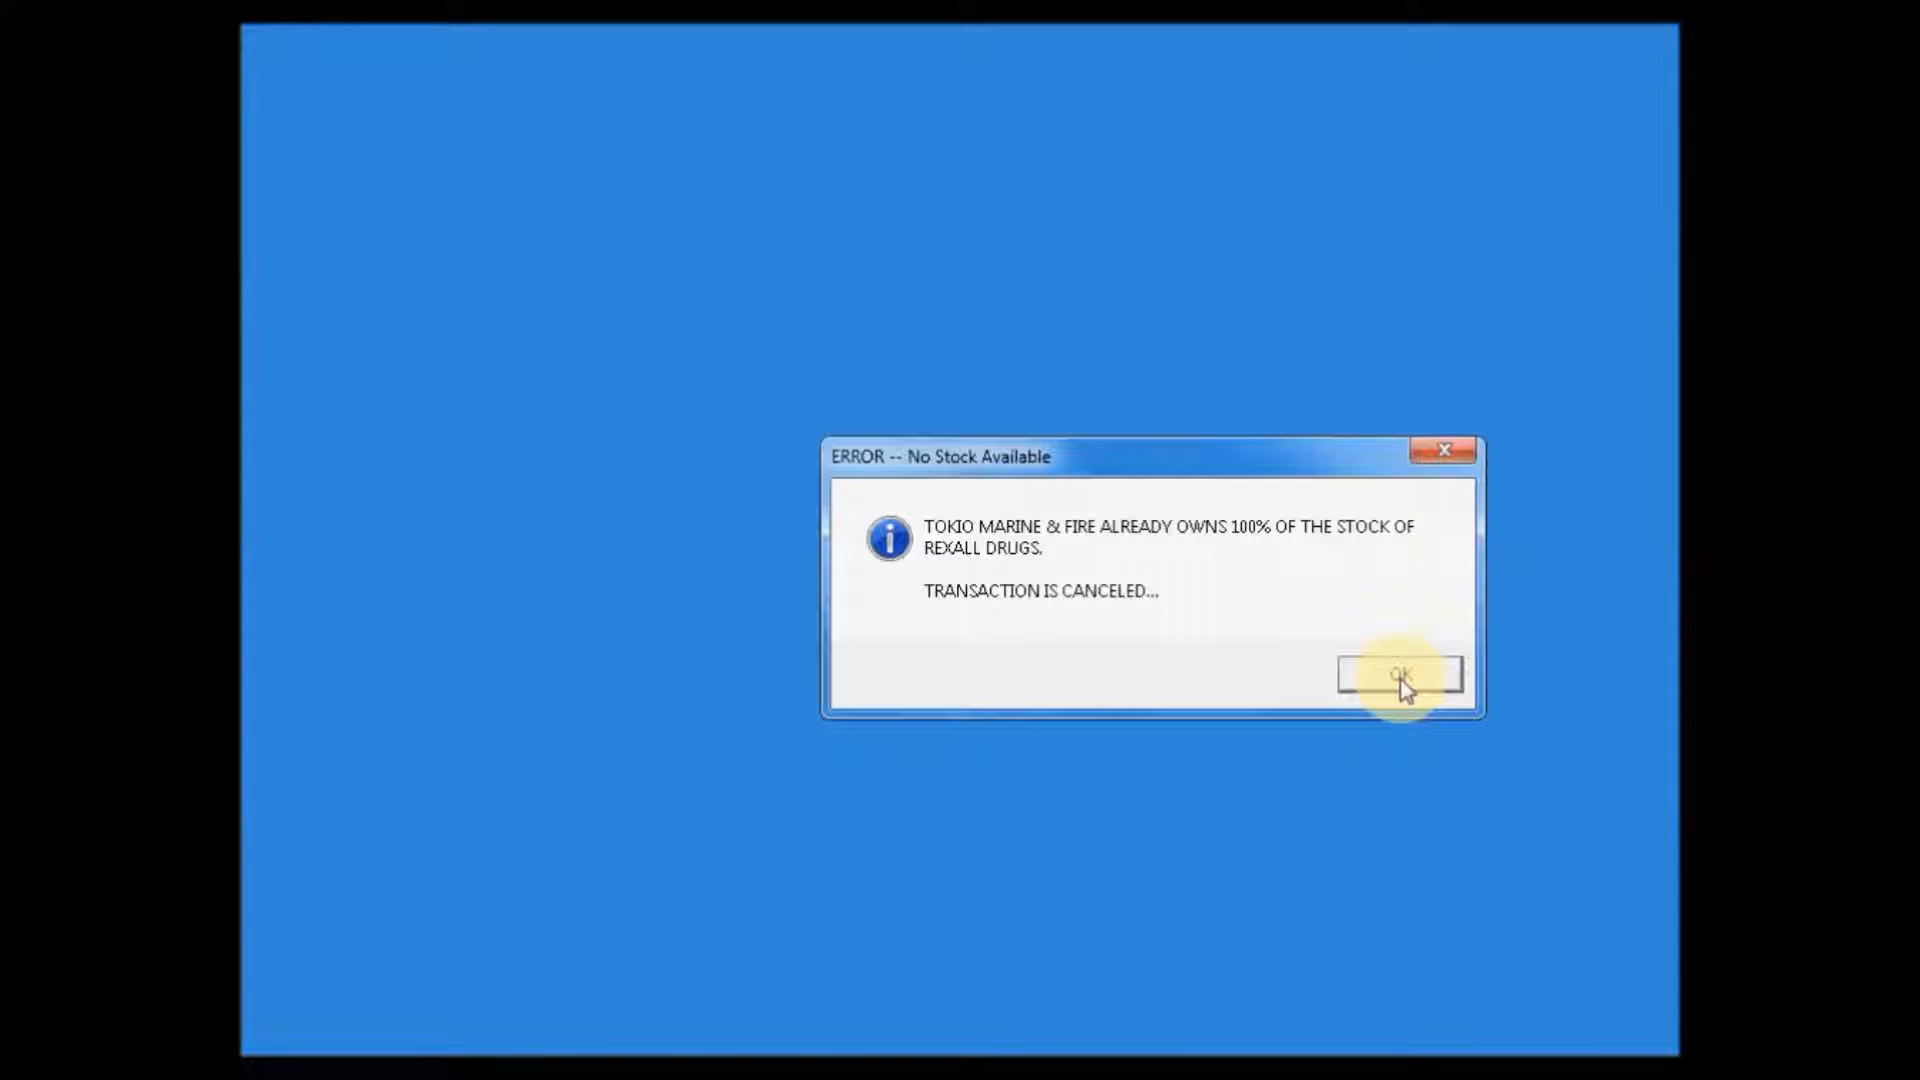 ERROR -- No Stock Available
TOKIO MARINE & FIRE ALREADY OWNS 100% OF THE STOCK OF
REXALL DRUGS.
TRANSACTION IS CANCELED...
OK